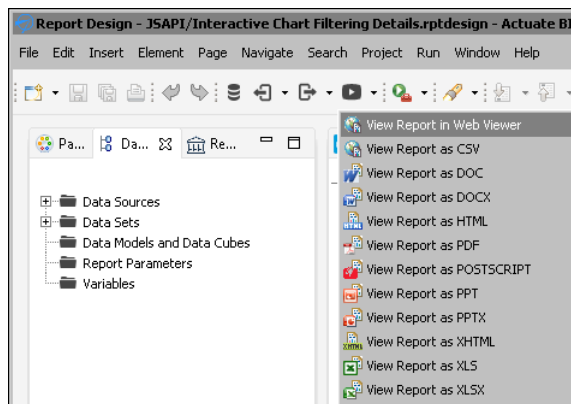 Report Design - JSAPI/Interactive Chart Filtering Details.rptdesign - Actuate BI
File Edit Insert Element Page Navigate Search Project Run Window Help
Pa... Da... Re...
Data Sources
Data Sets
Data Models and Data Cubes
Report Parameters
Variables
View Report in Web Viewer
View Report as CSV
View Report as DOC
View Report as DOCX
View Report as HTML
View Report as PDF
View Report as POSTSCRIPT
View Report as PPT
View Report as PPTX
View Report as XHTML
View Report as XLS
View Report as XLSX